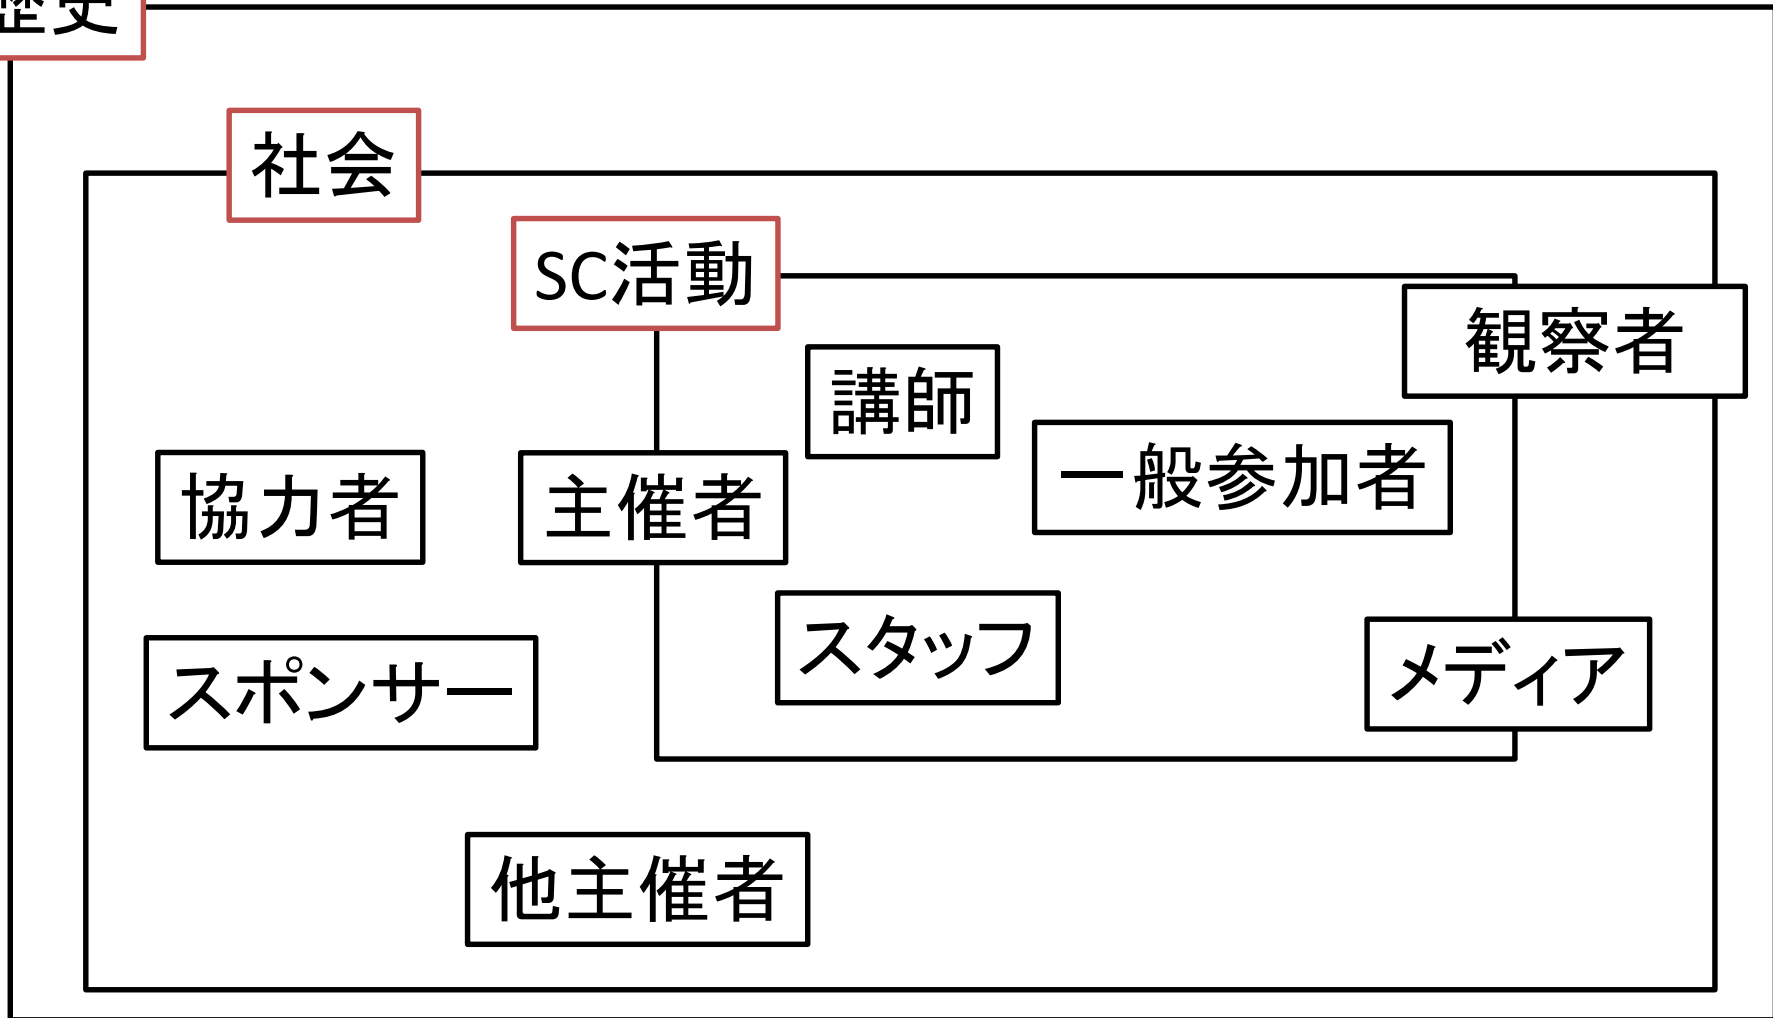 歴史
社会
SC活動
観察者
講師
一般参加者
協力者
主催者
スタッフ
メディア
スポンサー
他主催者